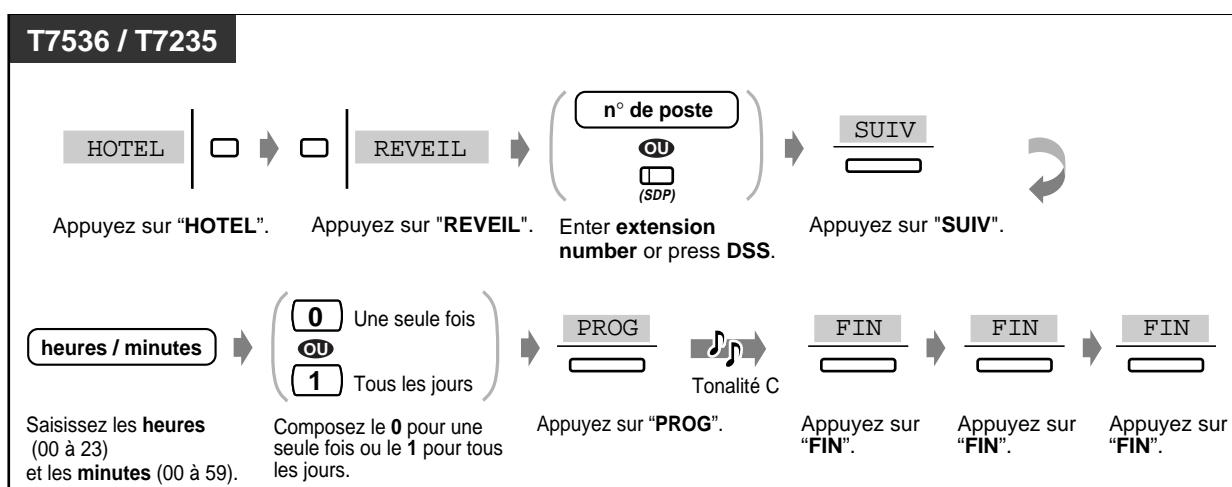 T7536 / T7235
HOTEL
Appuyez sur “HOTEL”.
REVEIL
Appuyez sur "REVEIL".
n° de poste
OU
(SDP)
Enter extension
number or press DSS.
SUIV
Appuyez sur "SUIV".
heures / minutes
Saisissez les heures
(00 à 23)
et les minutes (00 à 59).
0 Une seule fois
OU
1 Tous les jours
Composez le 0 pour une
seule fois ou le 1 pour tous
les jours.
PROG
Appuyez sur “PROG”.
Tonalité C
FIN
Appuyez sur
“FIN”.
FIN
Appuyez sur
“FIN”.
FIN
Appuyez sur
“FIN”.